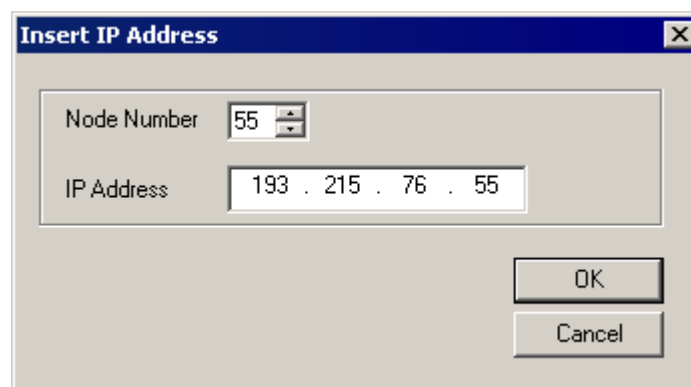 Insert IP Address
Node Number 55
IP Address 193 . 215 . 76 . 55
OK
Cancel